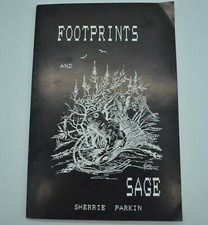 FOOTPRINTS
AND
SAGE
SHERRIE PARKIN